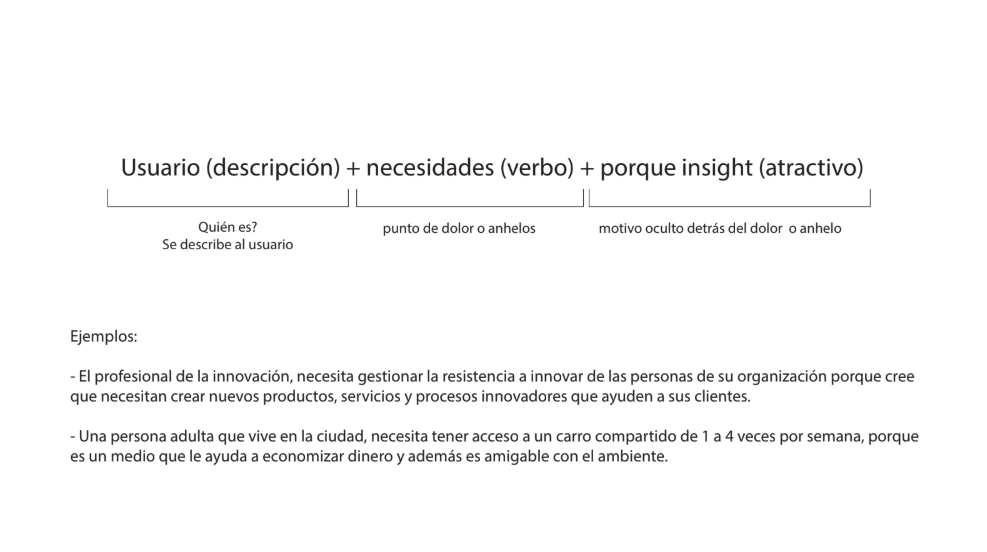 Usuario (descripción) + necesidades (verbo) + porque insight (atractivo)
Quién es?
Se describe al usuario
punto de dolor o anhelos
motivo oculto detrás del dolor o anhelo
Ejemplos:
- El profesional de la innovación, necesita gestionar la resistencia a innovar de las personas de su organización porque cree
que necesitan crear nuevos productos, servicios y procesos innovadores que ayuden a sus clientes.
- Una persona adulta que vive en la ciudad, necesita tener acceso a un carro compartido de 1 a 4 veces por semana, porque
es un medio que le ayuda a economizar dinero y además es amigable con el ambiente.